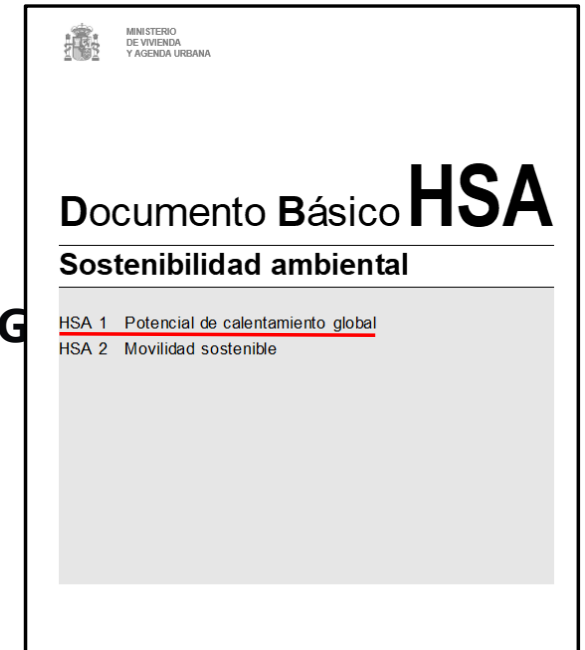 MINISTERIO
DE VIVIENDA
Y AGENDA URBANA
Documento Básico HSA
Sostenibilidad ambiental
G
HSA 1 Potencial de calentamiento global
HSA 2 Movilidad sostenible